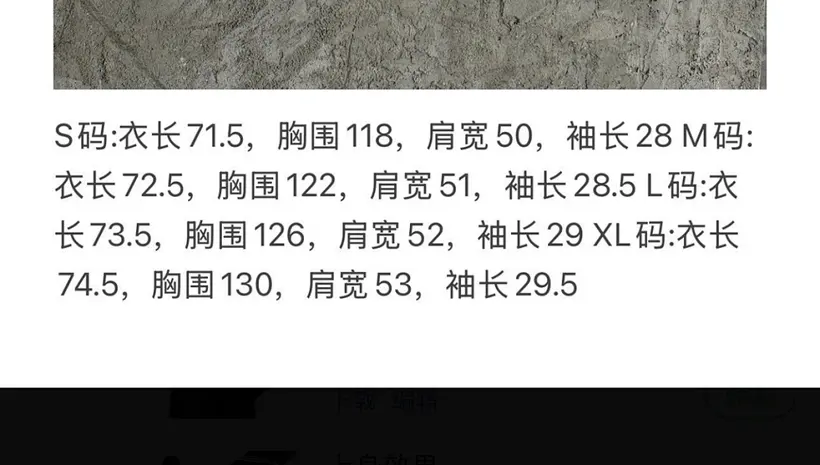 S码:衣长71.5，胸围118，肩宽50，袖长28 M码:
衣长72.5，胸围122，肩宽51，袖长28.5 L码:衣
长73.5，胸围126，肩宽52，袖长29 XL码:衣长
74.5，胸围130，肩宽53，袖长29.5